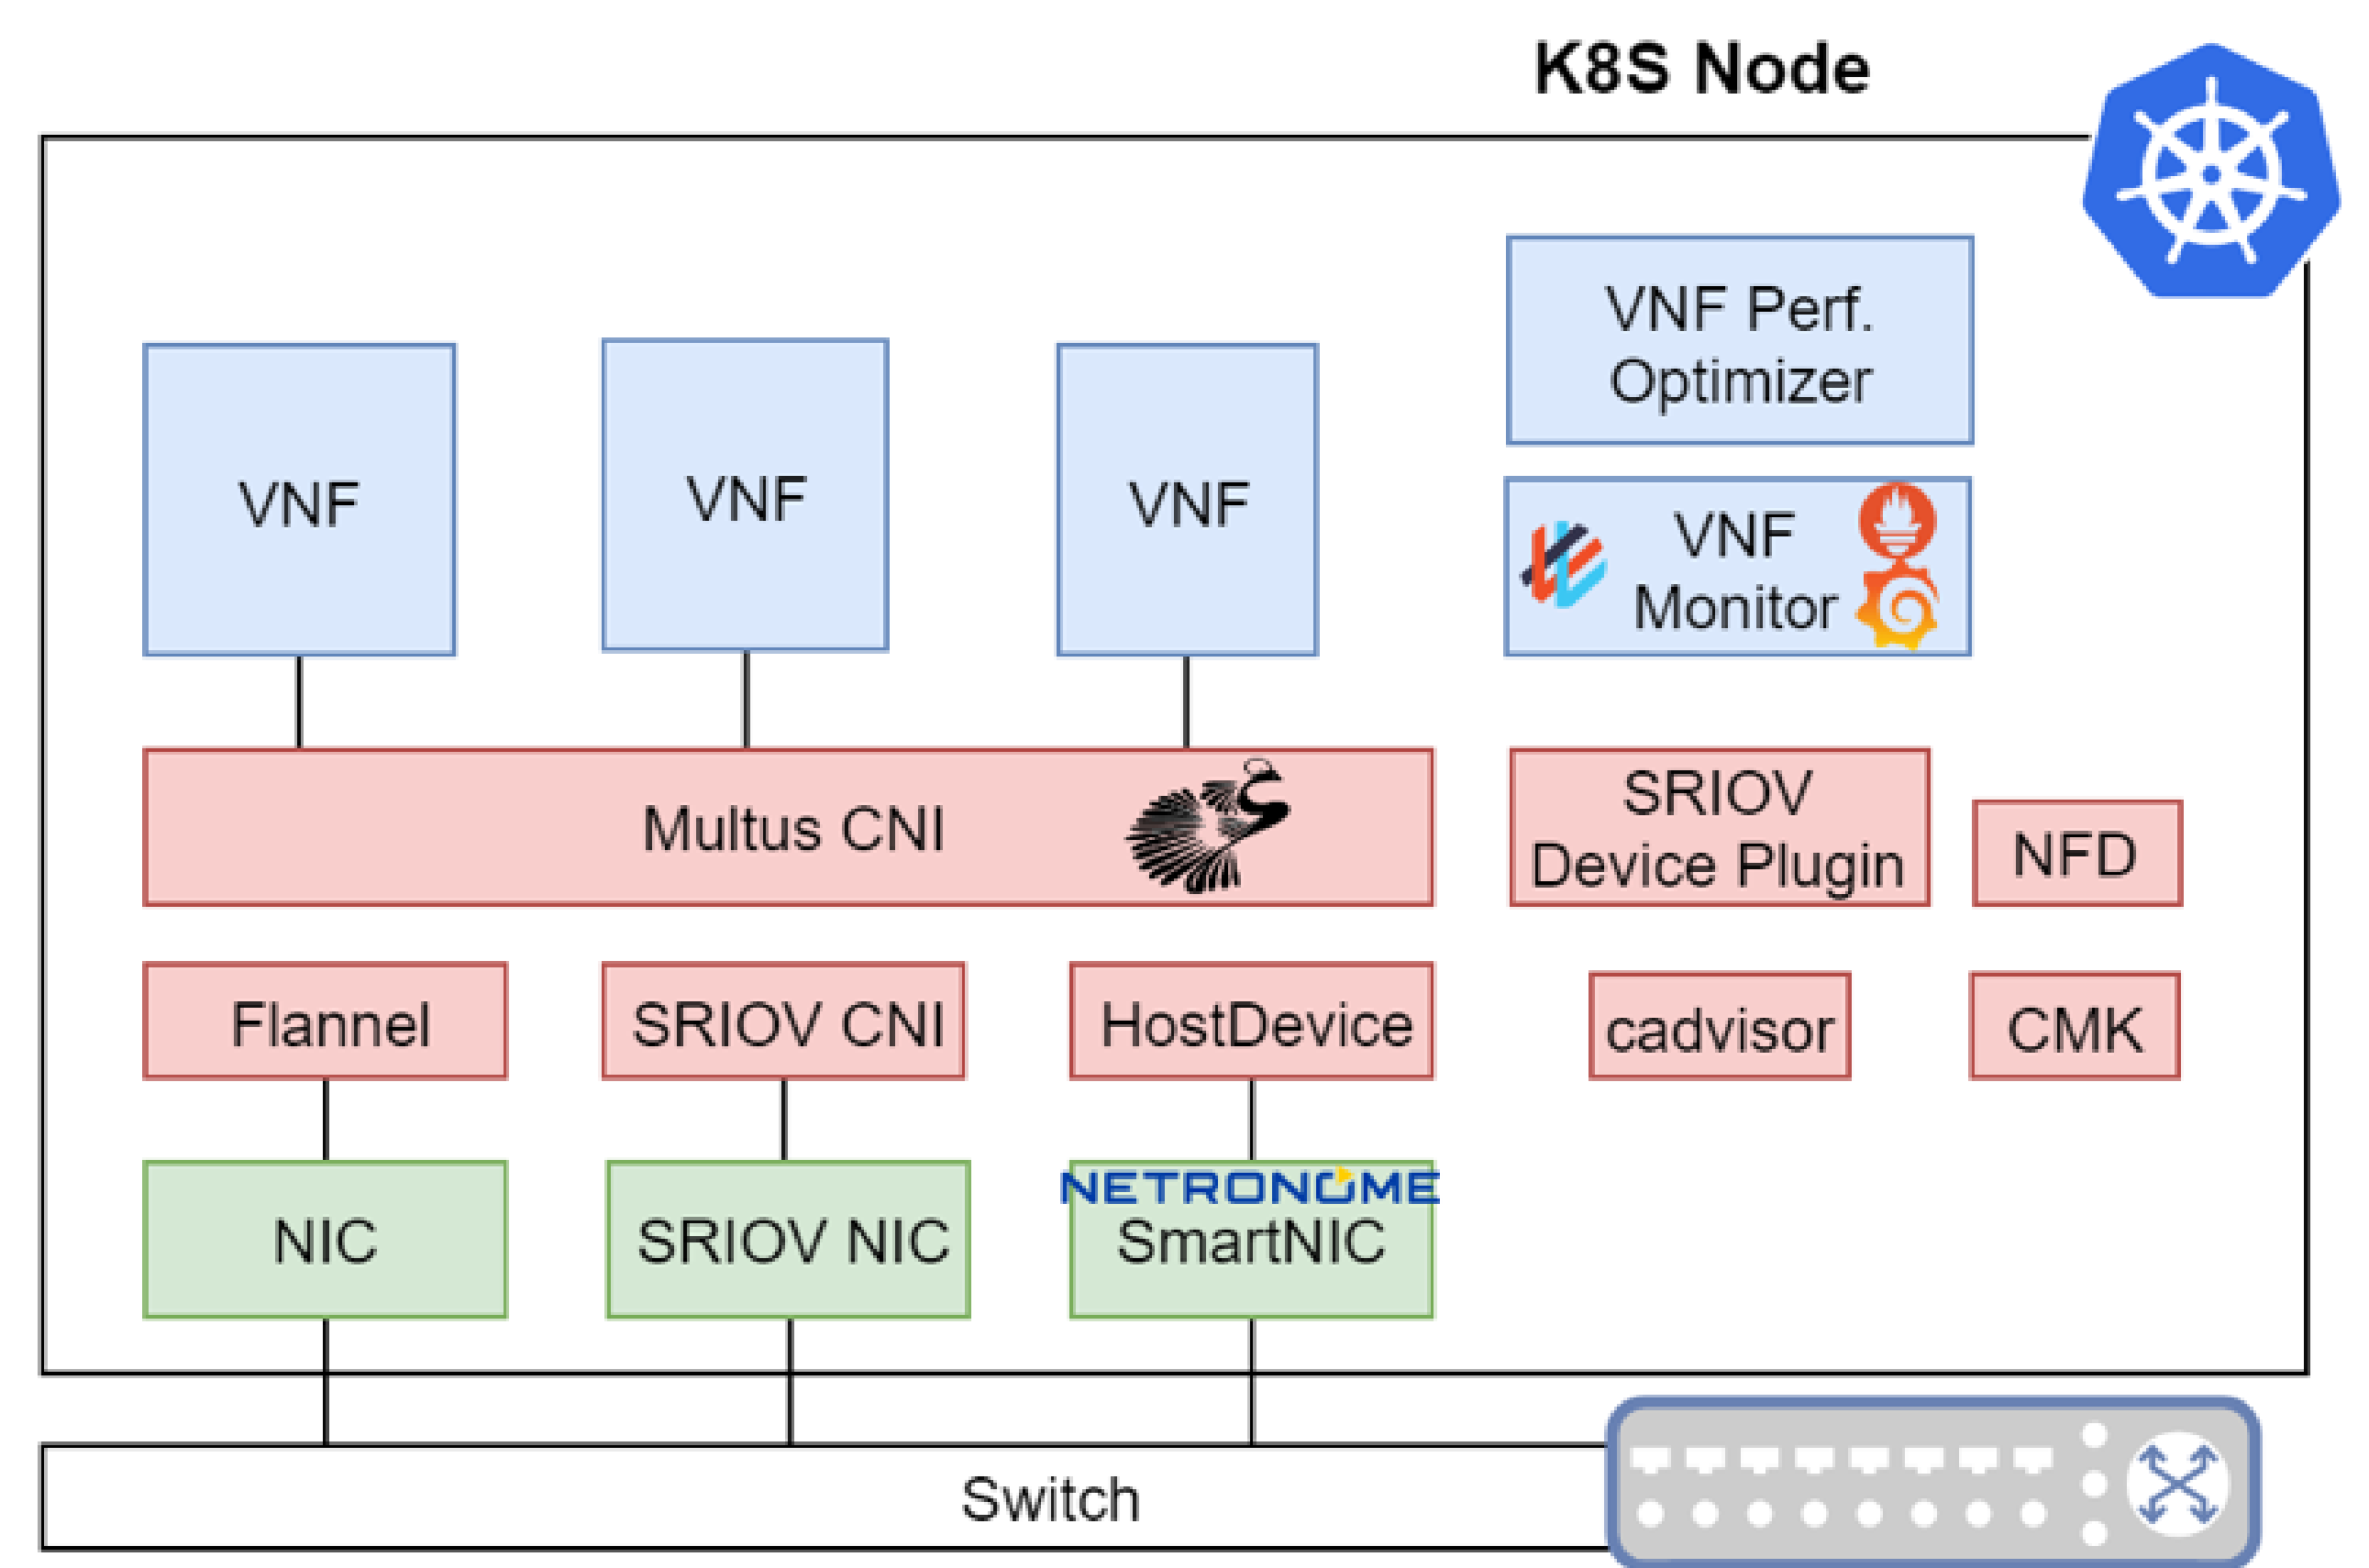 K8S Node
VNF Perf.
Optimizer
VNF
VNF
VNF
VNF
Monitor
Multus CNI
SRIOV
Device Plugin
NFD
Flannel
SRIOV CNI
HostDevice
cadvisor
CMK
NIC
SRIOV NIC
NETRONOME
SmartNIC
Switch